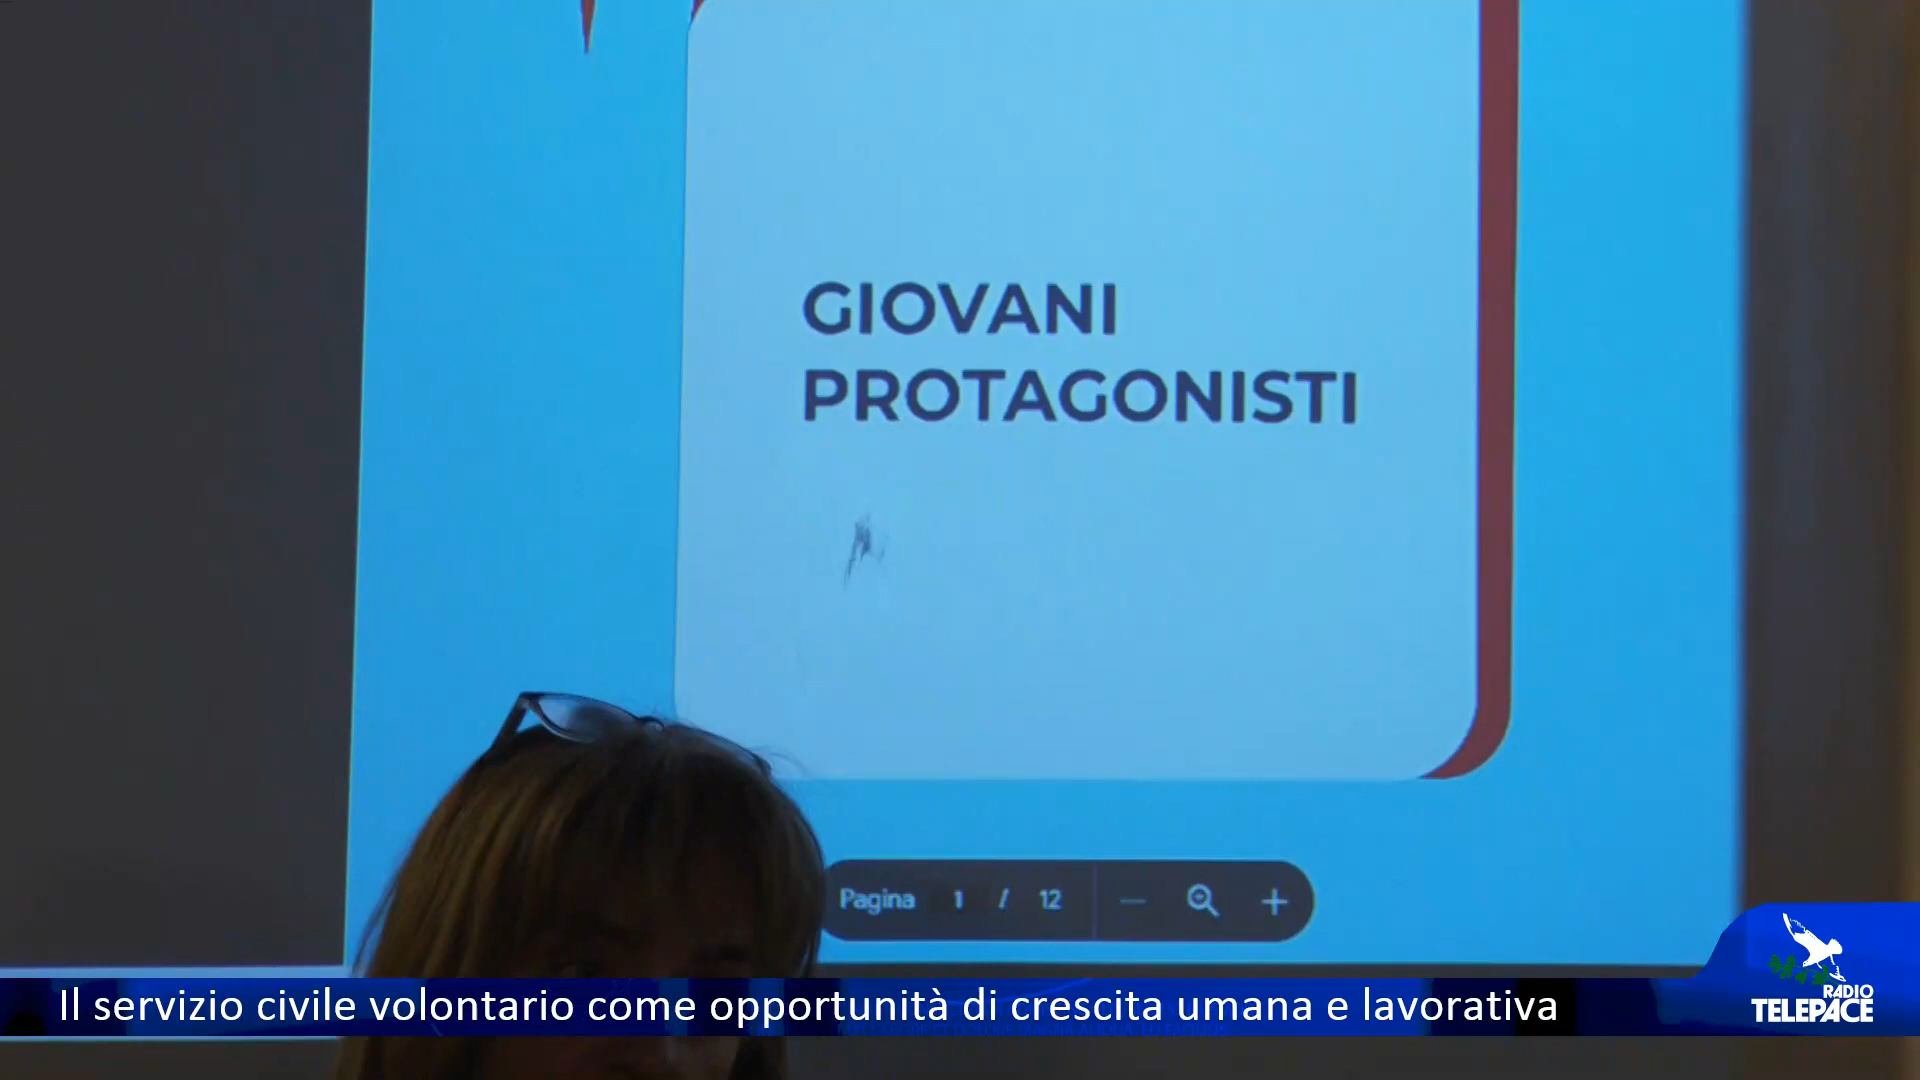 GIOVANI
PROTAGONISTI
Pagina 1 / 12
Il servizio civile volontario come opportunità di crescita umana e lavorativa
RADIO
TELEPACE